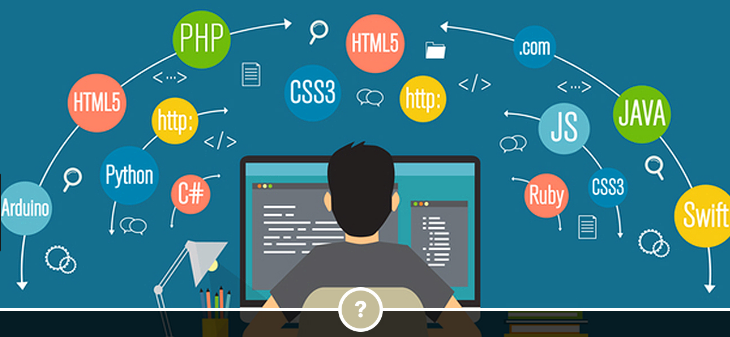 PHP
HTML5
.com
HTML5
CSS3
http:
http:
JS
JAVA
Python
C#
Ruby
CSS3
Arduino
Swift
?